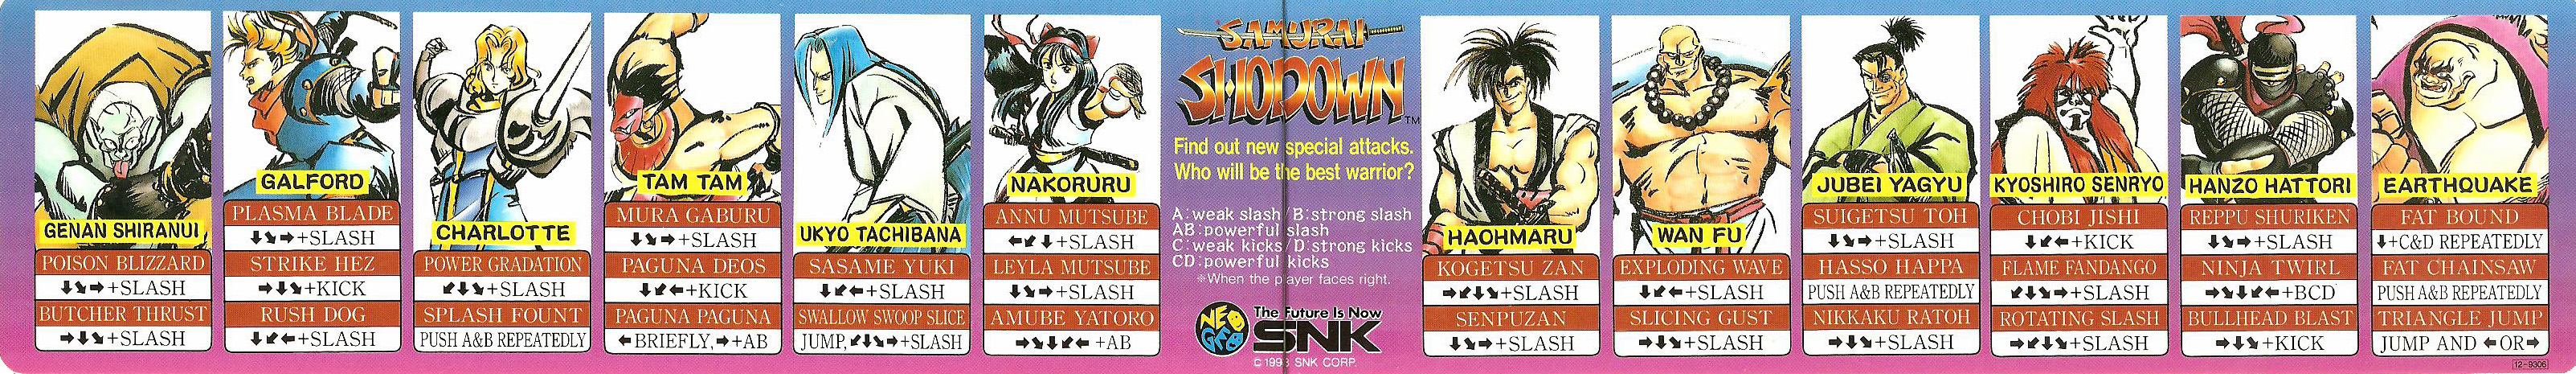 GENAN SHIRANUI
POISON BLIZZARD
↓↘→+SLASH
BUTCHER THRUST
→↓↘+SLASH
GALFORD
PLASMA BLADE
↓↘→+SLASH
STRIKE HEZ
→↓↘+KICK
RUSH DOG
↓↙←+SLASH
CHARLOTTE
POWER GRADATION
↙↓↘+SLASH
SPLASH FOUNT
PUSH A&B REPEATEDLY
TAM TAM
MURA GABURU
↓↘→+SLASH
PAGUNA DEOS
↓↙←+KICK
PAGUNA PAGUNA
←BRIEFLY,→+AB
UKYO TACHIBANA
SASAME YUKI
↓↙←+SLASH
SWALLOW SWOOP SLICE
JUMP,↙↓↘→+SLASH
NAKORURU
ANNU MUTSUBE
←↙↓+SLASH
LEYLA MUTSUBE
↓↘→+SLASH
AMUBE YATORO
→↘↓↙← +AB
SAMURAI
SHODOWN™
Find out new special attacks.
Who will be the best warrior?
A:weak slash/B:strong slash
AB:powerful slash
C:weak kicks/D:strong kicks
CD:powerful kicks
※When the player faces right.
NEO GEO
The Future Is Now
SNK
©1993 SNK CORP.
HAOHMARU
KOGETSU ZAN
→↙↓↘+SLASH
SENPUZAN
↓↘→+SLASH
WAN FU
EXPLODING WAVE
↓↙←+SLASH
SLICING GUST
→↓↘+SLASH
JUBEI YAGYU
SUIGETSU TOH
↓↘→+SLASH
HASSO HAPPA
PUSH A&B REPEATEDLY
NIKKAKU RATOH
→↓↘+SLASH
KYOSHIRO SENRYO
CHOBI JISHI
↓↙←+KICK
FLAME FANDANGO
↙↓↘→+SLASH
ROTATING SLASH
→↙↓↘+SLASH
HANZO HATTORI
REPPU SHURIKEN
↓↘→+SLASH
NINJA TWIRL
→↘↓↙←+BCD
BULLHEAD BLAST
→↓↘+KICK
EARTHQUAKE
FAT BOUND
↓+C&D REPEATEDLY
FAT CHAINSAW
PUSH A&B REPEATEDLY
TRIANGLE JUMP
JUMP AND ←OR→
12-9306